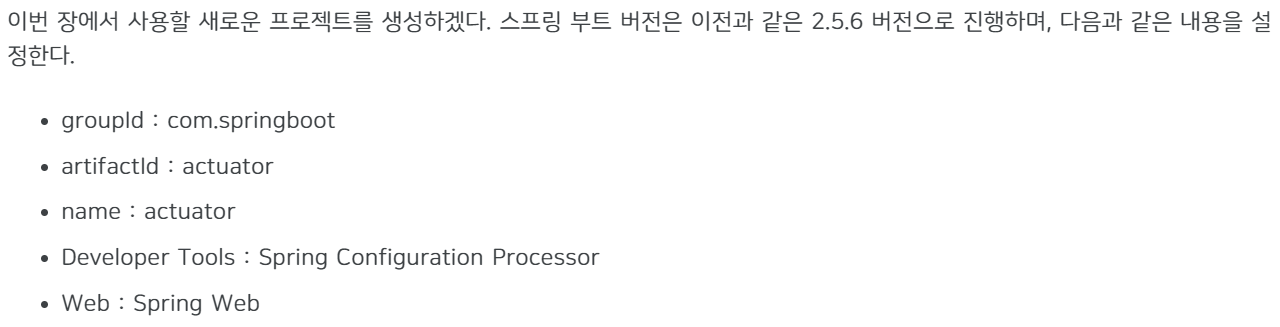 이번 장에서 사용할 새로운 프로젝트를 생성하겠다. 스프링 부트 버전은 이전과 같은 2.5.6 버전으로 진행하며, 다음과 같은 내용을 설
정한다.
• groupId : com.springboot
• artifactId : actuator
• name : actuator
• Developer Tools : Spring Configuration Processor
• Web : Spring Web